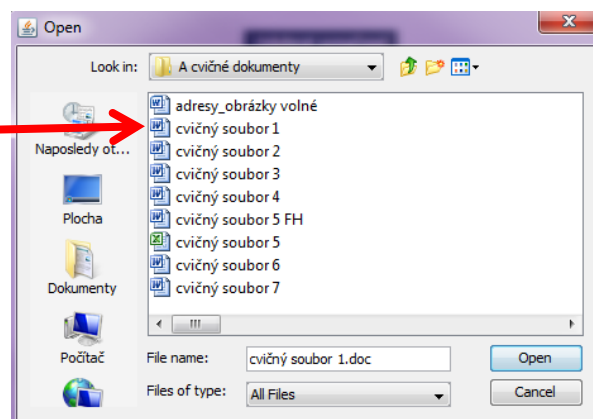 Open
Look in: A cvičné dokumenty
adresy_obrázky volné
cvičný soubor 1
cvičný soubor 2
cvičný soubor 3
cvičný soubor 4
cvičný soubor 5 FH
cvičný soubor 5
cvičný soubor 6
cvičný soubor 7
Naposledy ot...
Plocha
Dokumenty
Počítač
File name: cvičný soubor 1.doc Open
Files of type: All Files Cancel